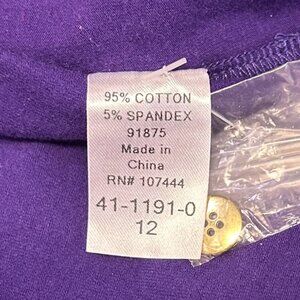 95% COTTON
5% SPANDEX
91875
Made in
China
RN# 107444
41-1191-0
12